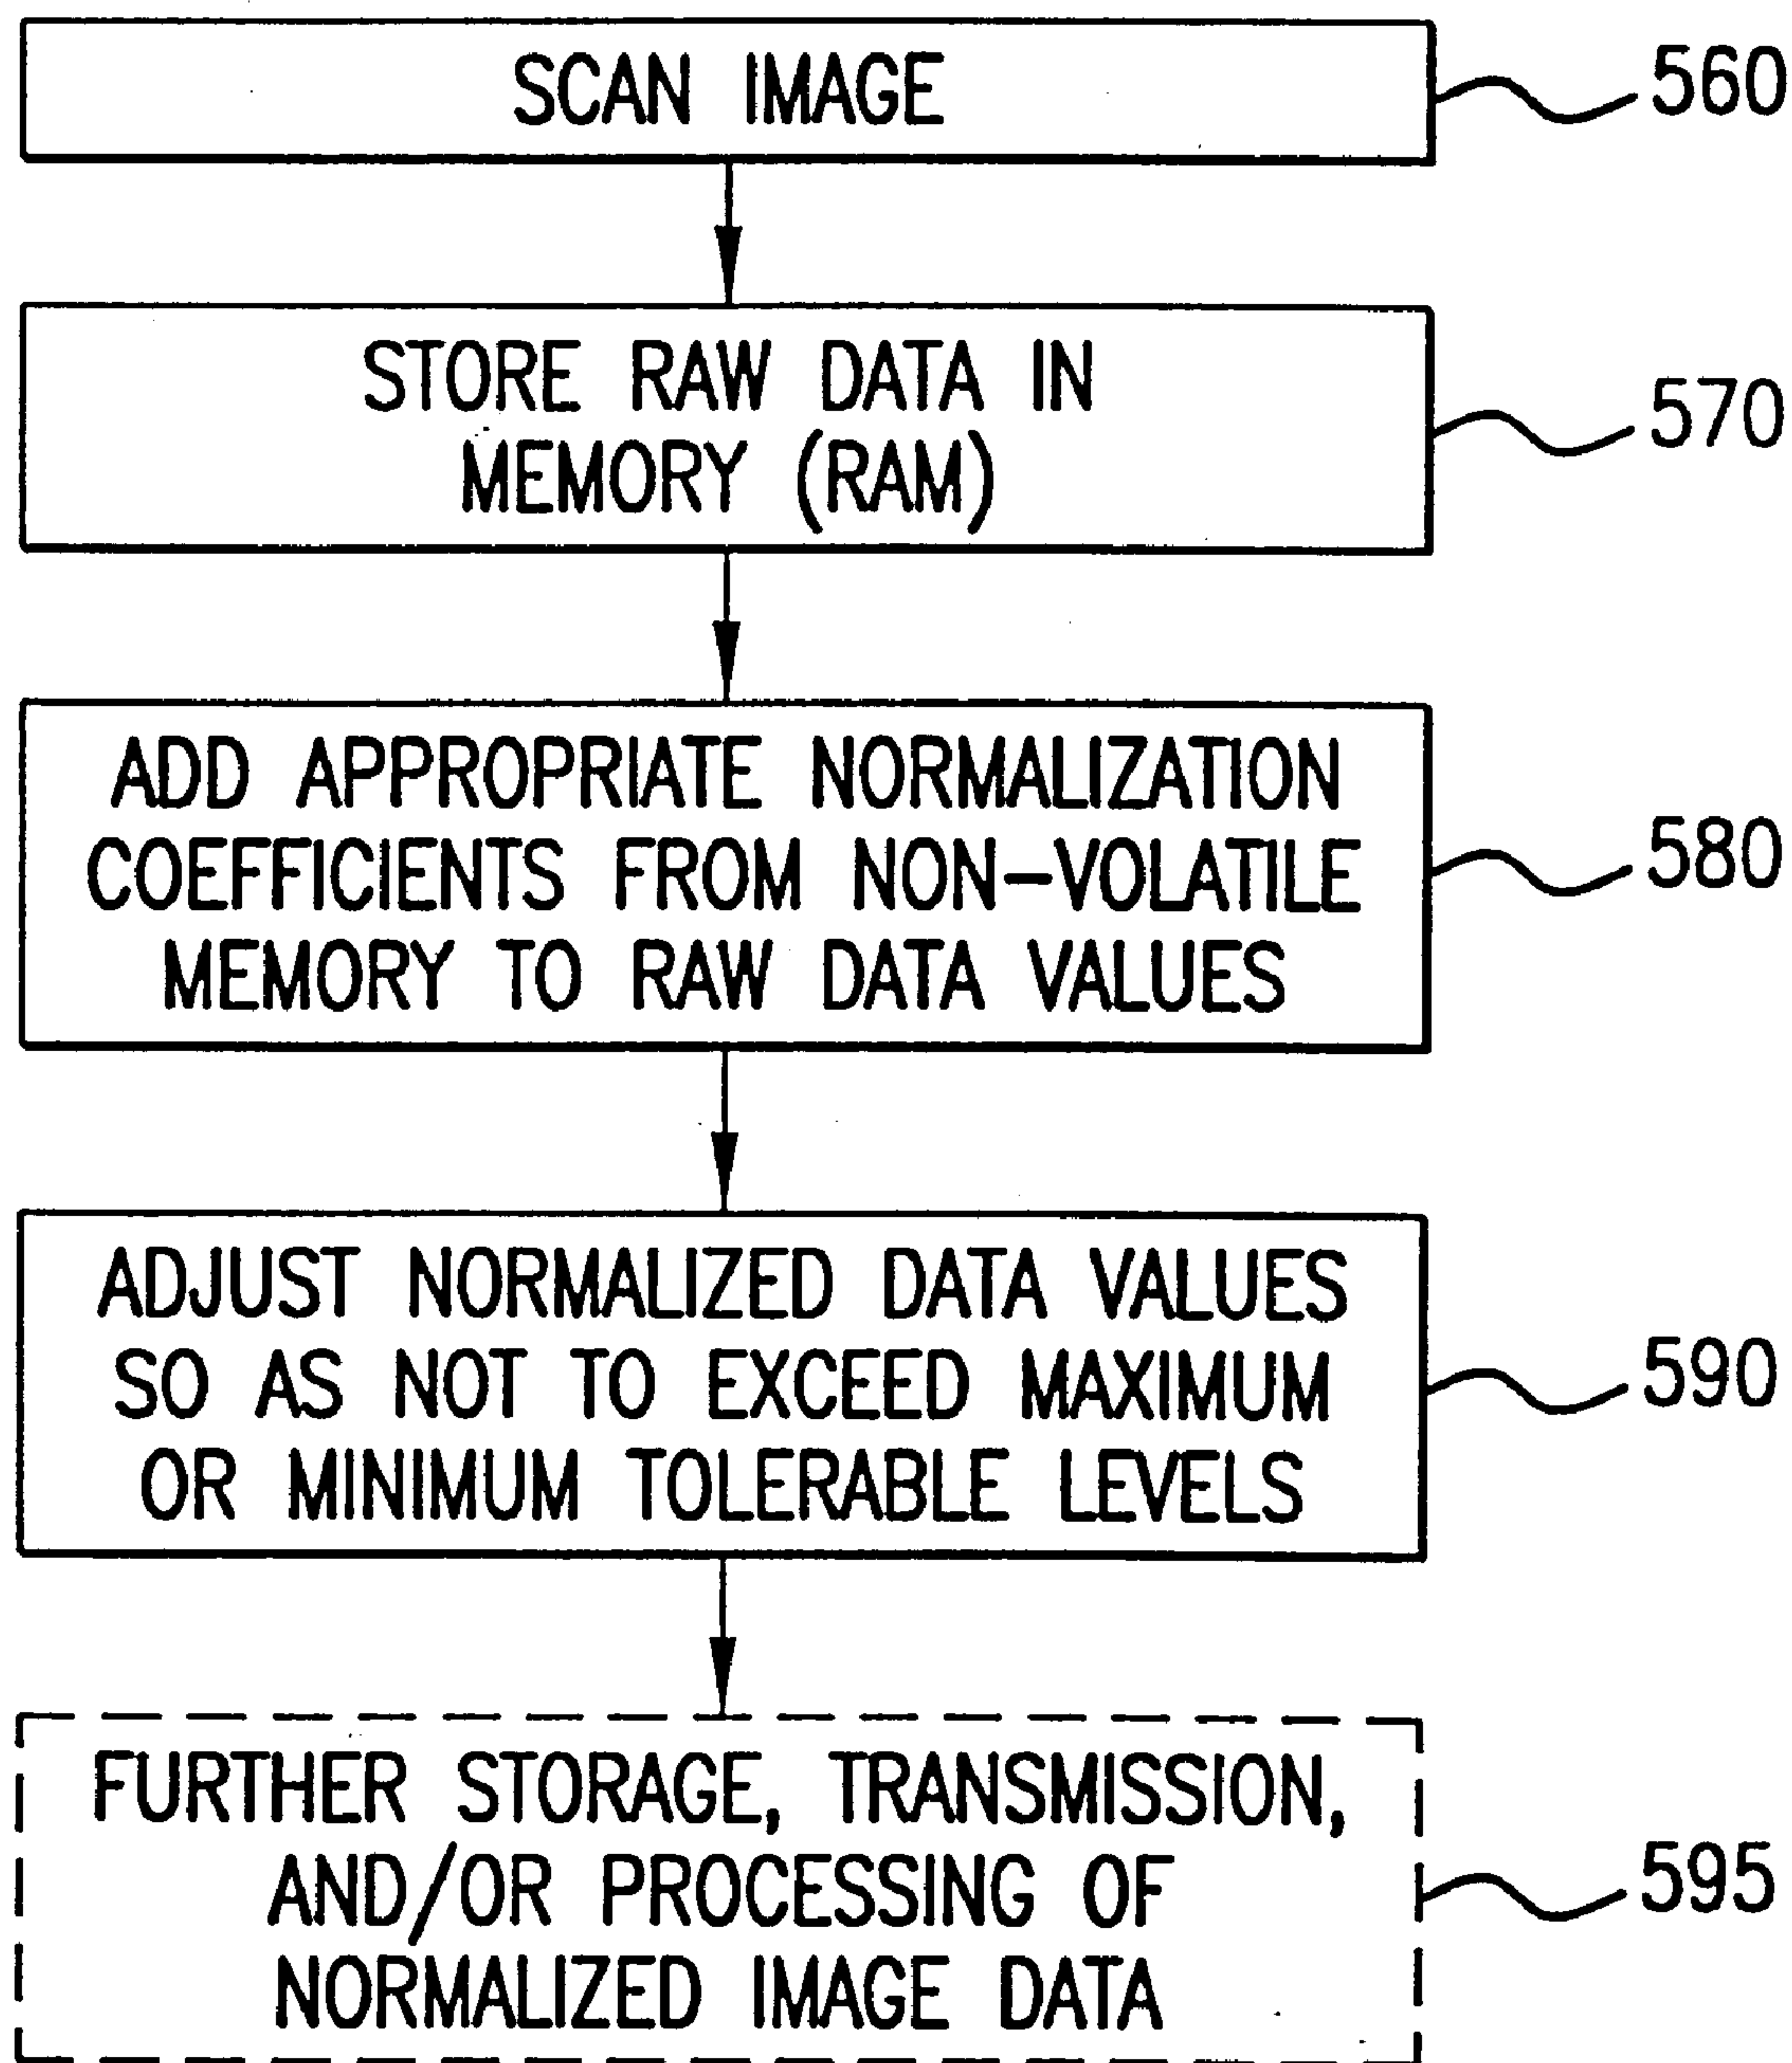 SCAN IMAGE
560
STORE RAW DATA IN
MEMORY (RAM)
570
ADD APPROPRIATE NORMALIZATION
COEFFICIENTS FROM NON-VOLATILE
MEMORY TO RAW DATA VALUES
580
ADJUST NORMALIZED DATA VALUES
SO AS NOT TO EXCEED MAXIMUM
OR MINIMUM TOLERABLE LEVELS
590
FURTHER STORAGE, TRANSMISSION,
AND/OR PROCESSING OF
NORMALIZED IMAGE DATA
595